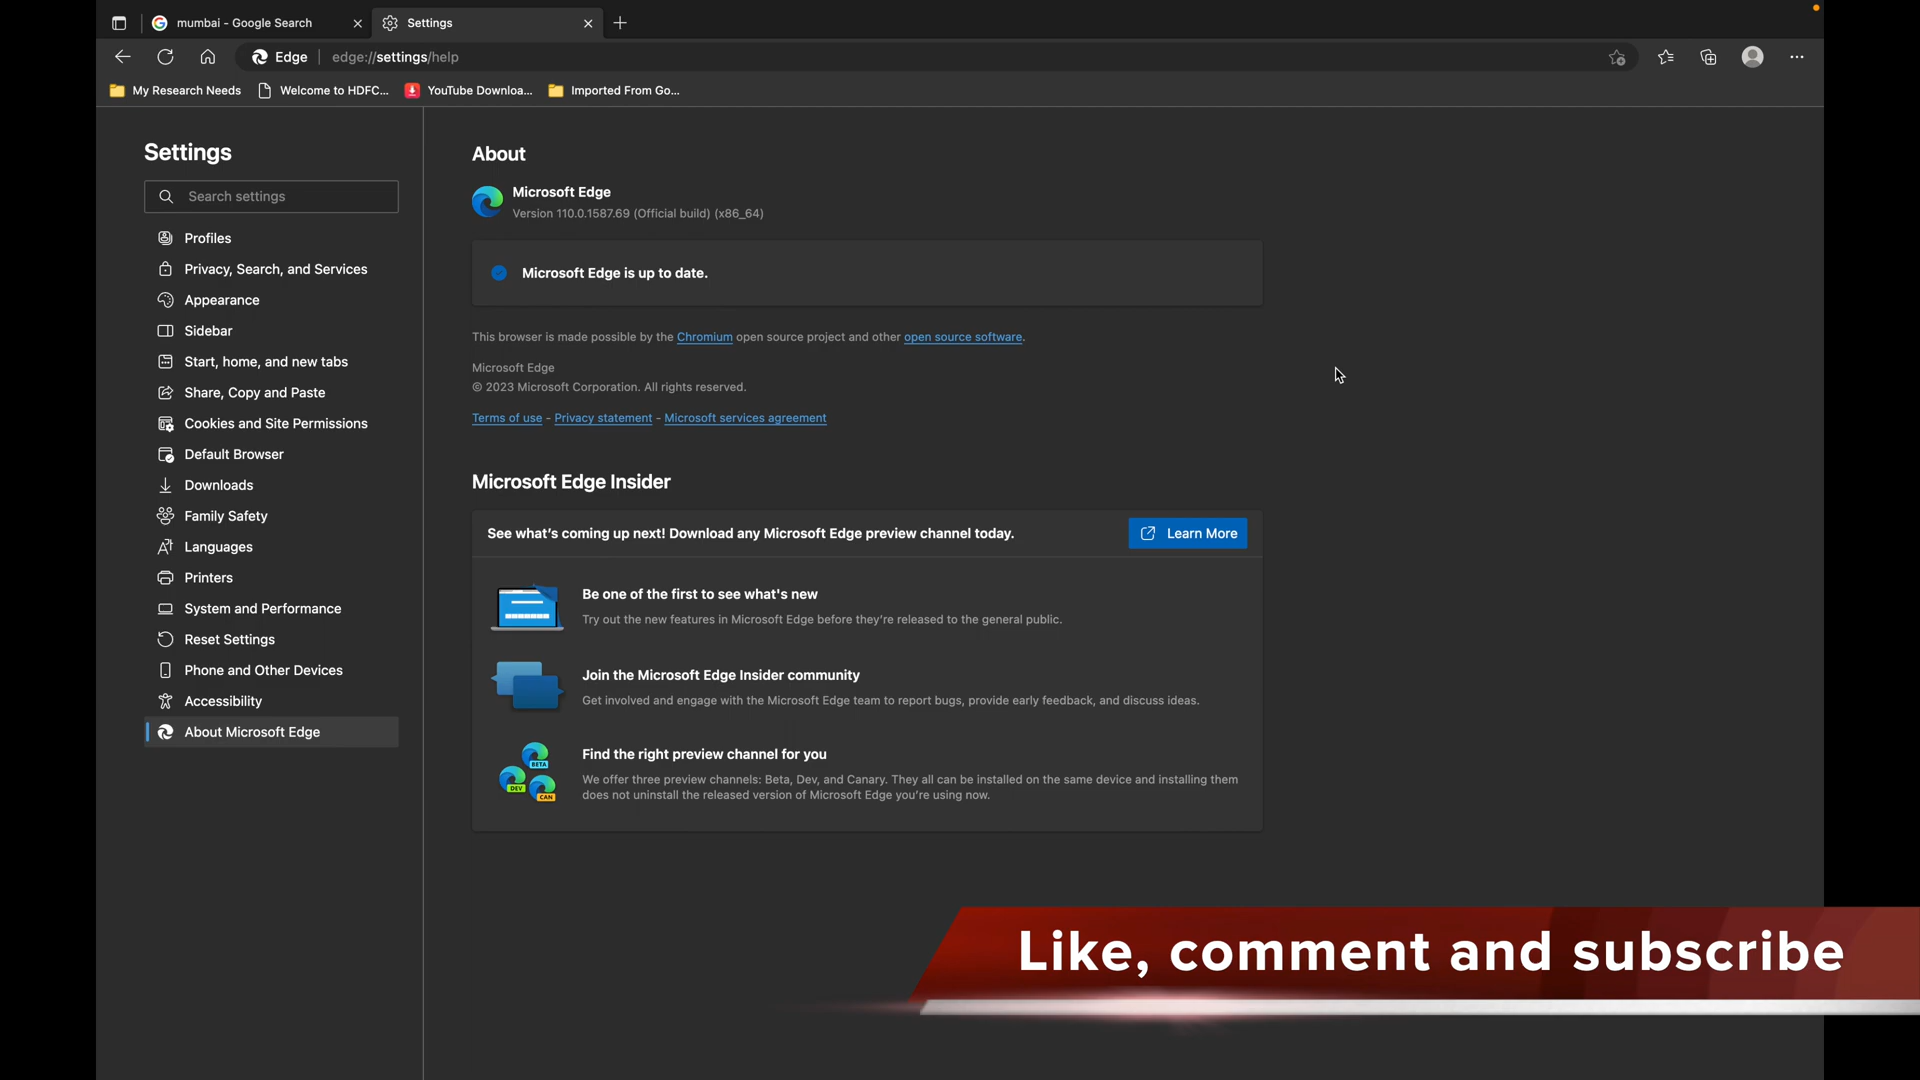 mumbai - Google Search
Settings
Edge
edge://settings/help
My Research Needs
Welcome to HDFC...
YouTube Downloa...
Imported From Go...
Settings
Search settings
Profiles
Privacy, Search, and Services
Appearance
Sidebar
Start, home, and new tabs
Share, Copy and Paste
Cookies and Site Permissions
Default Browser
Downloads
Family Safety
Languages
Printers
System and Performance
Reset Settings
Phone and Other Devices
Accessibility
About Microsoft Edge
About
Microsoft Edge
Version 110.0.1587.69 (Official build) (x86_64)
Microsoft Edge is up to date.
This browser is made possible by the Chromium open source project and other open source software.
Microsoft Edge
© 2023 Microsoft Corporation. All rights reserved.
Terms of use - Privacy statement - Microsoft services agreement
Microsoft Edge Insider
See what's coming up next! Download any Microsoft Edge preview channel today.
Learn More
Be one of the first to see what's new
Try out the new features in Microsoft Edge before they're released to the general public.
Join the Microsoft Edge Insider community
Get involved and engage with the Microsoft Edge team to report bugs, provide early feedback, and discuss ideas.
BETA
DEV
CAN
Find the right preview channel for you
We offer three preview channels: Beta, Dev, and Canary. They all can be installed on the same device and installing them
does not uninstall the released version of Microsoft Edge you're using now.
Like, comment and subscribe